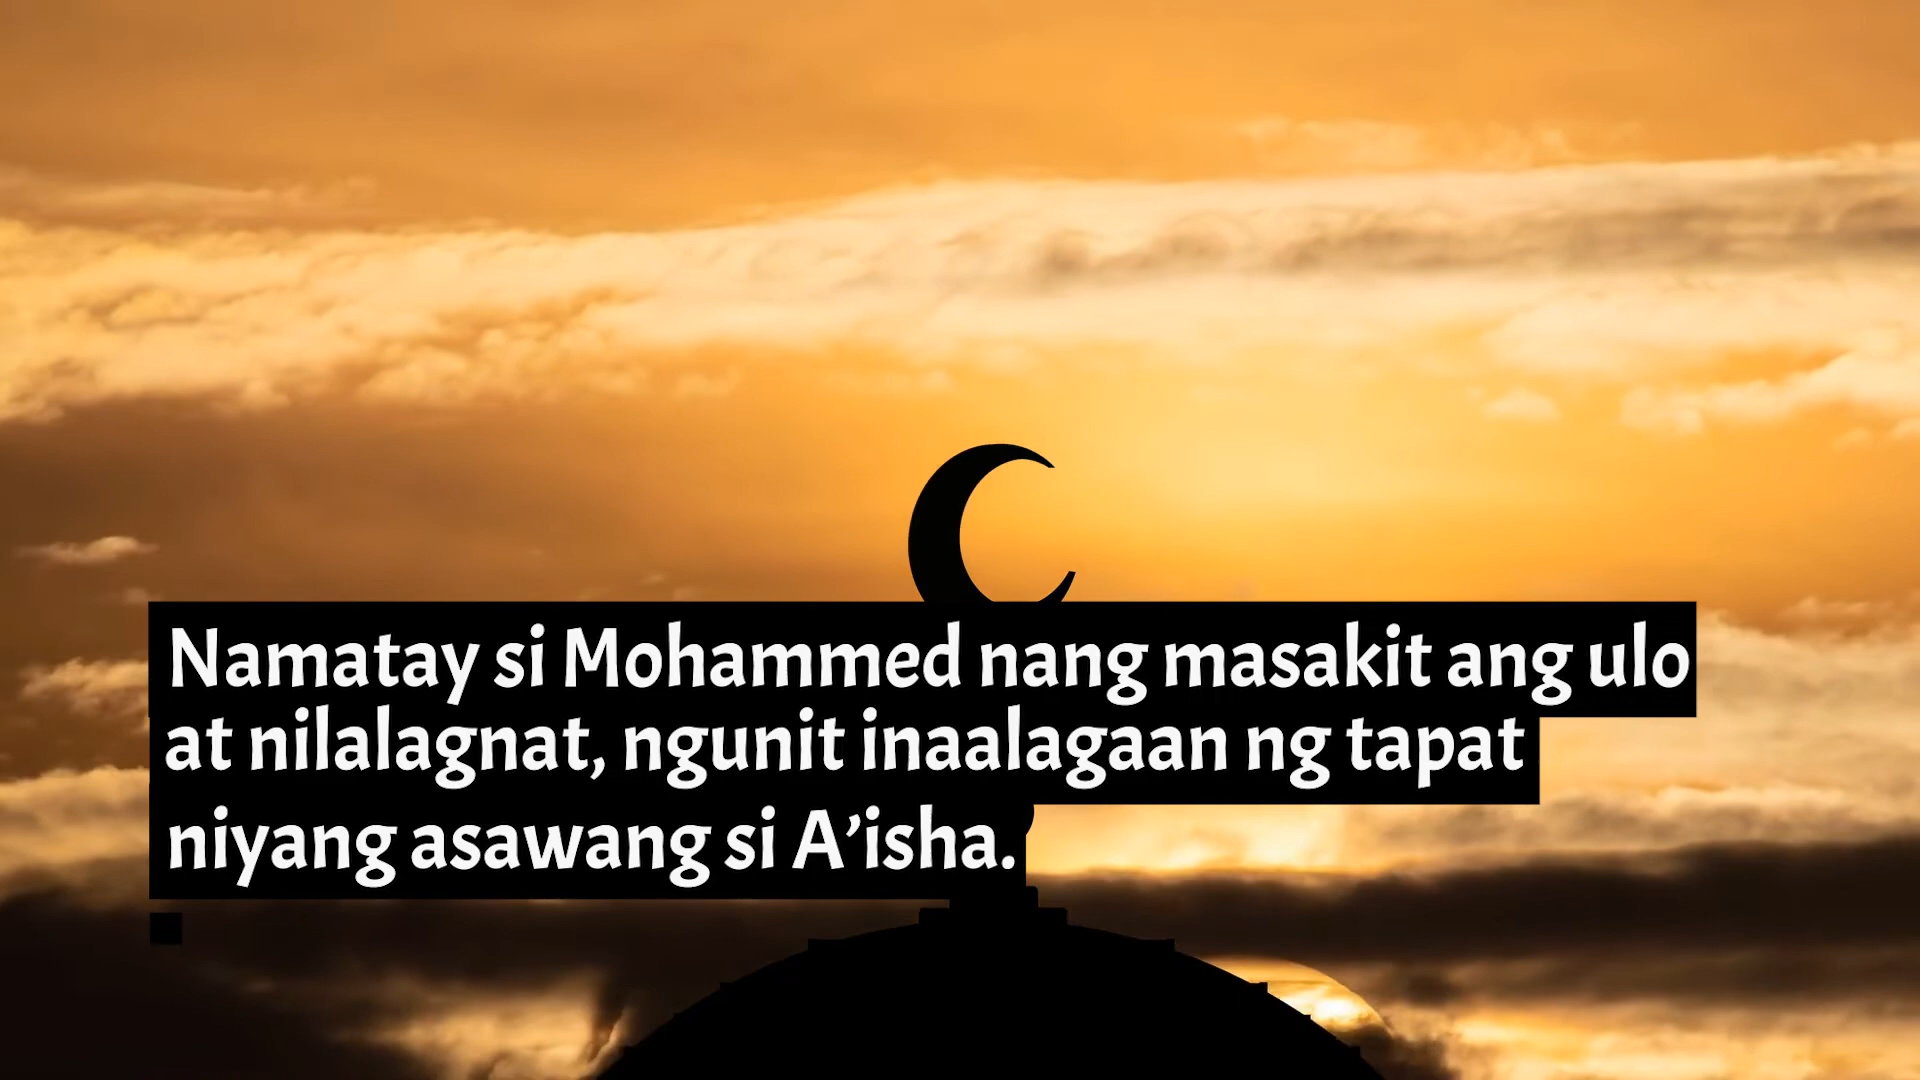 Namatay si Mohammed nang masakit ang ulo
at nilalagnat, ngunit inaalagaan ng tapat
niyang asawang si A’isha.